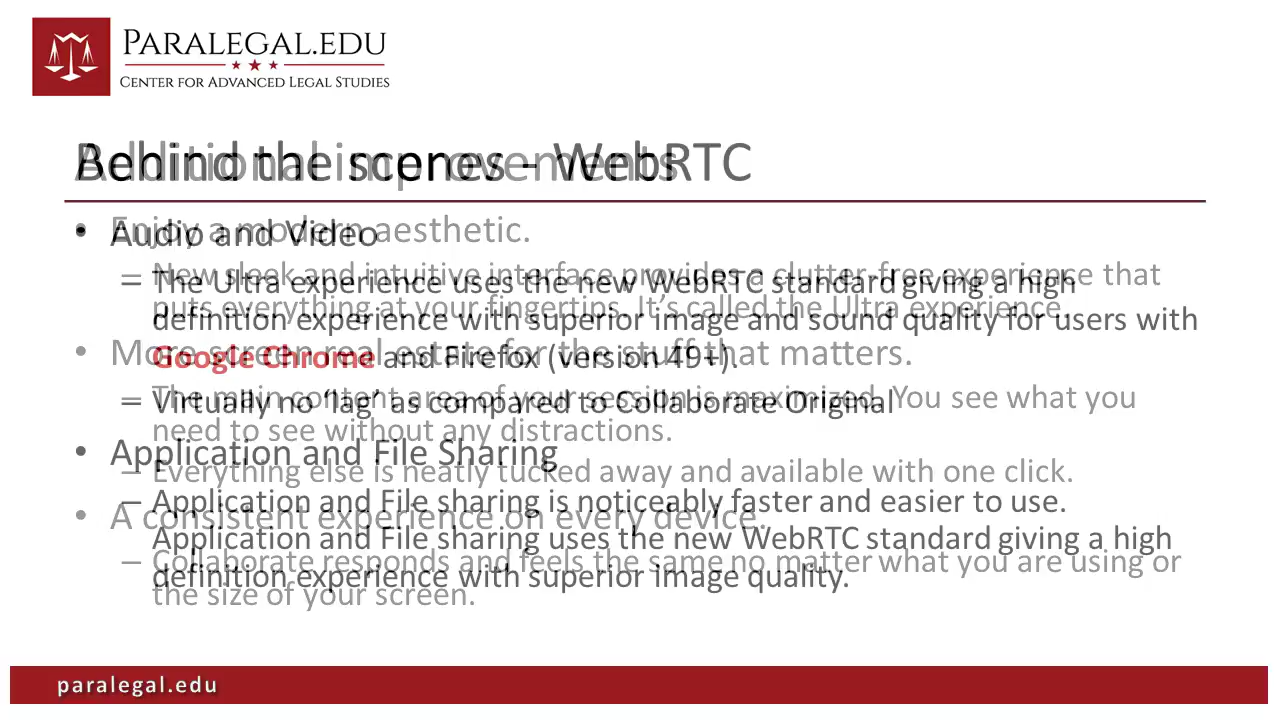 PARALEGAL.EDU
CENTER FOR ADVANCED LEGAL STUDIES
Behind the scenes - WebRTC
Additional improvements
• Audio and Video
– The Ultra experience uses the new WebRTC standard giving a high
definition experience with superior image and sound quality for users with
Google Chrome and Firefox (version 49+).
– Virtually no “lag” as compared to Collaborate Original
• Application and File Sharing
– Application and File sharing is noticeably faster and easier to use.
Application and File sharing uses the new WebRTC standard giving a high
definition experience with superior image quality.
• Enjoy a modern aesthetic.
– New sleek and intuitive interface provides a clutter-free experience that
puts everything at your fingertips. It’s called the Ultra experience.
• More screen real estate for the stuff that matters.
– The main content area of your session is maximized. You see what you
need to see without any distractions.
– Everything else is neatly tucked away and available with one click.
• A consistent experience on every device.
– Collaborate responds and feels the same no matter what you are using or
the size of your screen.
paralegal.edu